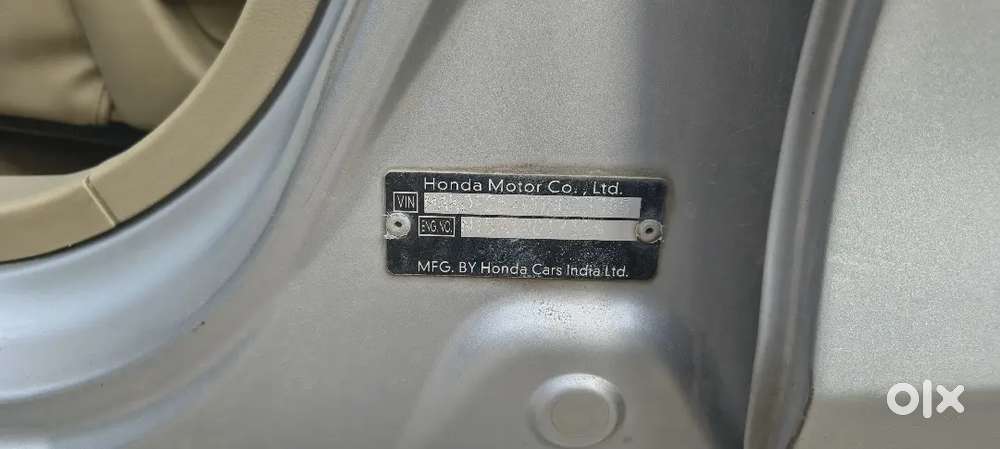 Honda Motor Co., Ltd.
VIN
ENG. NO.
MFG. BY Honda Cars India Ltd.
olx